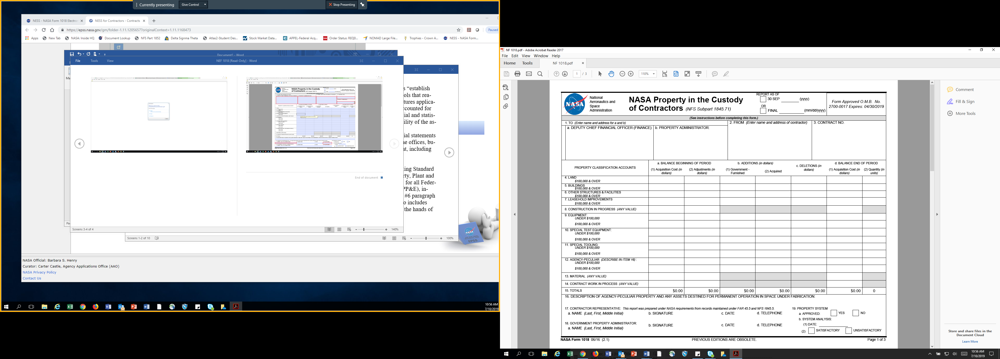 Currently presenting
Give Control
Stop Presenting
NESS - NASA Form 1018 Electro
NESS for Contractors - Contracts
https://epss.nasa.gov/gm/folder-1.11.1205657?originalContext=1.11.1168473
Paused
Apps
New Tab
NASA: Inside HQ
Document Lookup
NFS Part 1852
Delta Signma Theta
Atlas2-Student Des...
Stock Market Data...
APPEL-Federal Acq...
Order Status: REQ0...
NOMAD Large File...
Trophies - Crown A...
NESS - NASA Form...
Document1 - Word
File
Tools
View
NEF 1018 [Read-Only] - Word
Ma
s “establish
ols that rea-
tures applica-
counted for
ial and statis-
ility of the as-
ial statements
e offices, bu-
nt, including
ing Standard
rty, Plant and
for all Feder-
PP&E), in-
#6 paragraph
o includes
the hands of
End of document
Pa
Screens 3-4 of 4
140%
Screens 1-2 of 10
100%
NASA
EPSS
NASA Official: Barbara S. Henry
Curator: Carter Castle, Agency Applications Office (AAO)
NASA Privacy Policy
Contact Us
10:56 AM
7/10/2019
NF 1018.pdf - Adobe Acrobat Reader 2017
File Edit View Window Help
Home
Tools
NF 1018.pdf
1 / 3
110%
Comment
Fill & Sign
More Tools
Store and share files in the
Document Cloud
Learn More
NASA
National
Aeronautics and
Space
Administration
NASA Property in the Custody
of Contractors (NFS Subpart 1845.71)
REPORT AS OF
30 SEP (yyyy)
OR
FINAL (mm/dd/yyyy)
Form Approved O.M.B. No.
2700-0017 Expires: 04/30/2019
(See instructions before completing this form.)
1. TO (Enter name and address for a and b)
a. DEPUTY CHIEF FINANCIAL OFFICER (FINANCE):
b. PROPERTY ADMINISTRATOR:
2. FROM (Enter name and address of contractor)
3. CONTRACT NO.
PROPERTY CLASSIFICATION ACCOUNTS
a. BALANCE BEGINNING OF PERIOD
(1) Acquisition Cost (in dollars)
(2) Adjustments (in dollars)
b. ADDITIONS (in dollars)
(1) Government - Furnished
(2) Acquired
c. DELETIONS (in dollars)
d. BALANCE END OF PERIOD
(1) Acquisition Cost (in dollars)
(2) Quantity (in units)
4. LAND
$100,000 & OVER
5. BUILDINGS
$100,000 & OVER
6. OTHER STRUCTURES & FACILITIES
$100,000 & OVER
7. LEASEHOLD IMPROVEMENTS
$100,000 & OVER
8. CONSTRUCTION IN PROGRESS (ANY VALUE)
9. EQUIPMENT:
UNDER $100,000
$100,000 & OVER
10. SPECIAL TEST EQUIPMENT:
UNDER $100,000
$100,000 & OVER
11. SPECIAL TOOLING:
UNDER $100,000
$100,000 & OVER
12. AGENCY-PECULIAR (DESCRIBE IN ITEM 16) :
UNDER $100,000
$100,000 & OVER
13. MATERIAL (ANY VALUE)
14. CONTRACT WORK IN PROCESS (ANY VALUE)
15. TOTALS $0.00 $0.00 $0.00 $0.00 $0.00 $0.00 0
16. DESCRIPTION OF AGENCY-PECULIAR PROPERTY AND ANY ASSETS DESTINED FOR PERMANENT OPERATION IN SPACE UNDER FABRICATION:
17. CONTRACTOR REPRESENTATIVE: This report was prepared under NASA requirements from records maintained under FAR 45.5 and NFS 1845.5.
a. NAME (Last, First, Middle Initial) b. SIGNATURE c. DATE d. TELEPHONE
18. GOVERNMENT PROPERTY ADMINISTRATOR:
a. NAME (Last, First, Middle Initial) b. SIGNATURE c. DATE d. TELEPHONE
19. PROPERTY SYSTEM
a. APPROVED: YES NO
b. SYSTEM ANALYSIS:
(1) DATE:
(2) SATISFACTORY UNSATISFACTORY
NASA Form 1018 06/16 (2.1)
PREVIOUS EDITIONS ARE OBSOLETE.
Page 1 of 3
10:56 AM
7/10/2019